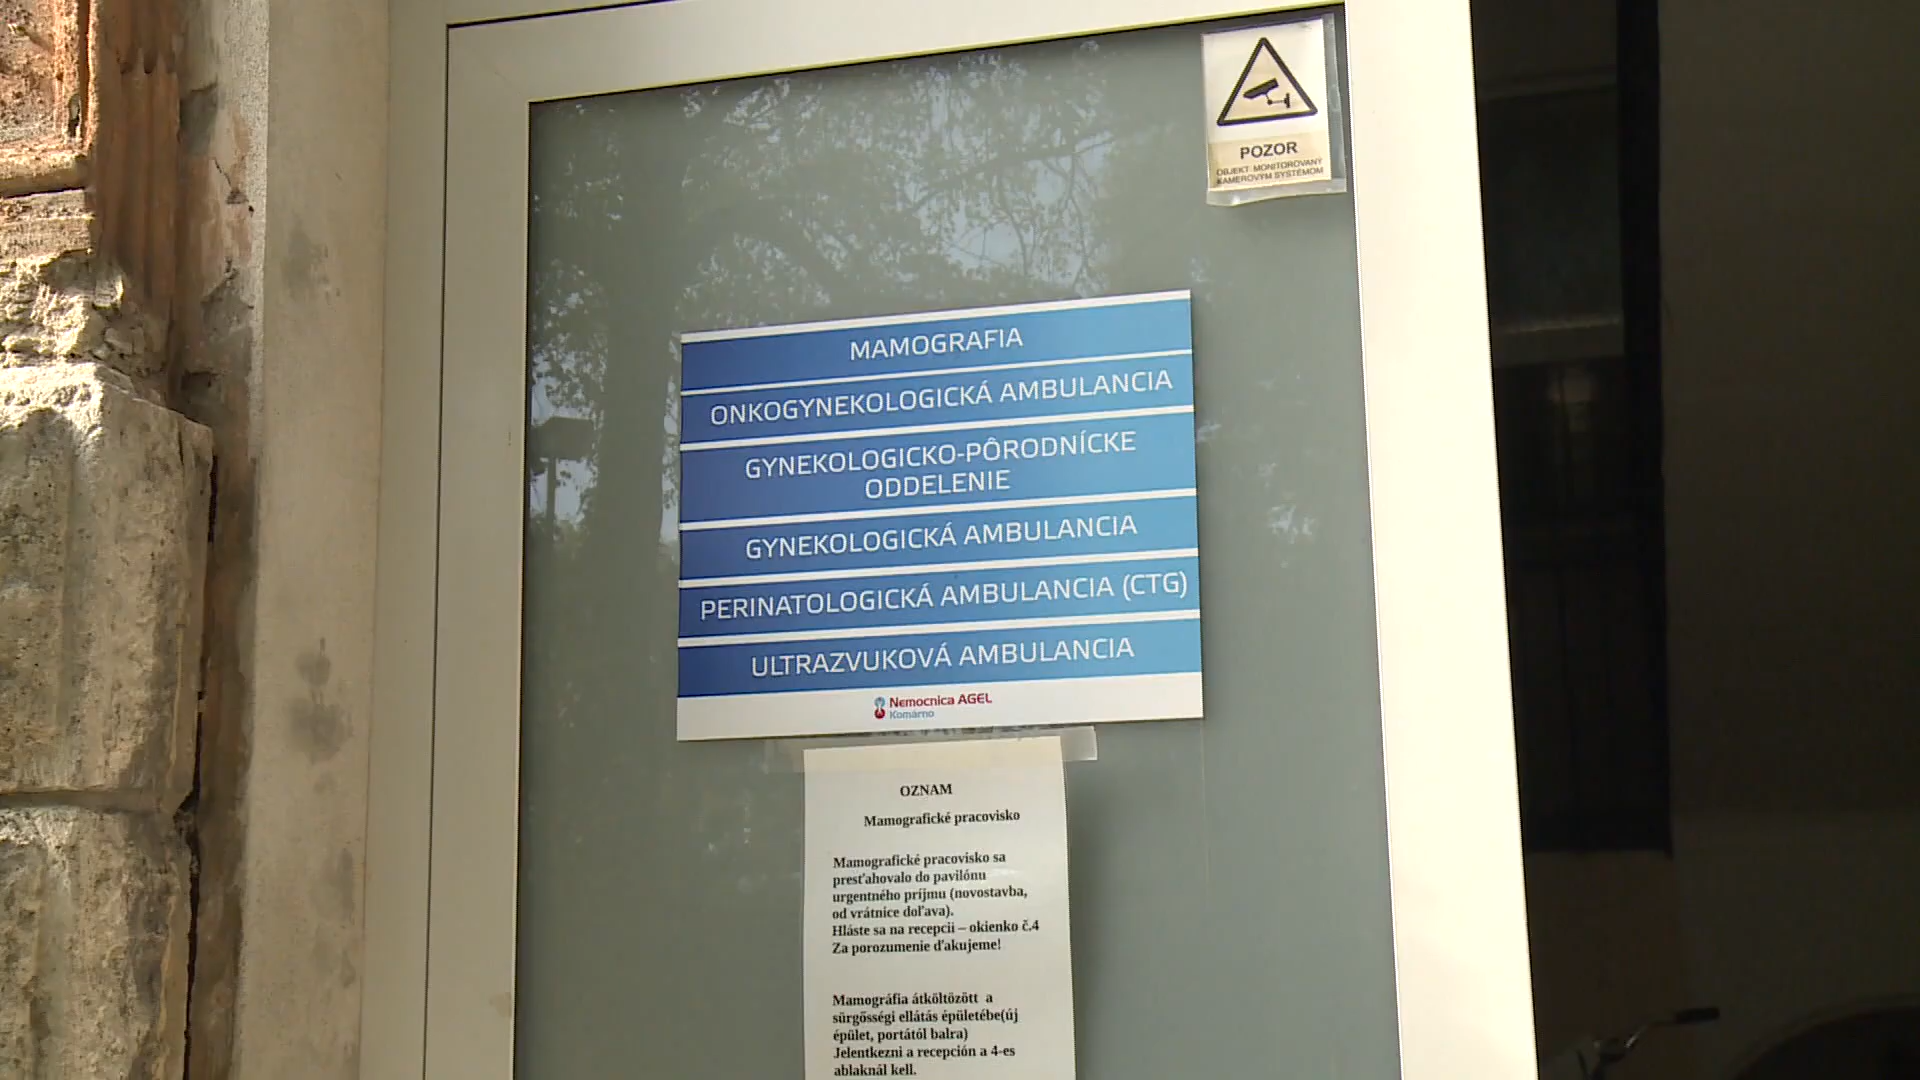 POZOR
OBJEKT MONITOROVANÝ
KAMEROVÝM SYSTÉMOM
MAMOGRAFIA
ONKOGYNEKOLOGICKÁ AMBULANCIA
GYNEKOLOGICKO-PÔRODNÍCKE
ODDELENIE
GYNEKOLOGICKÁ AMBULANCIA
PERINATOLOGICKÁ AMBULANCIA (CTG)
ULTRAZVUKOVÁ AMBULANCIA
Nemocnica AGEL
Komárno
OZNAM
Mamografické pracovisko
Mamografické pracovisko sa
presťahovalo do pavilónu
urgentného príjmu (novostavba,
od vrátnice doľava).
Hláste sa na recepcii – okienko č.4
Za porozumenie ďakujeme!
Mamográfia átköltözött a
sürgősségi ellátás épületébe(új
épület, portától balra)
Jelentkezni a recepción a 4-es
ablaknál kell.